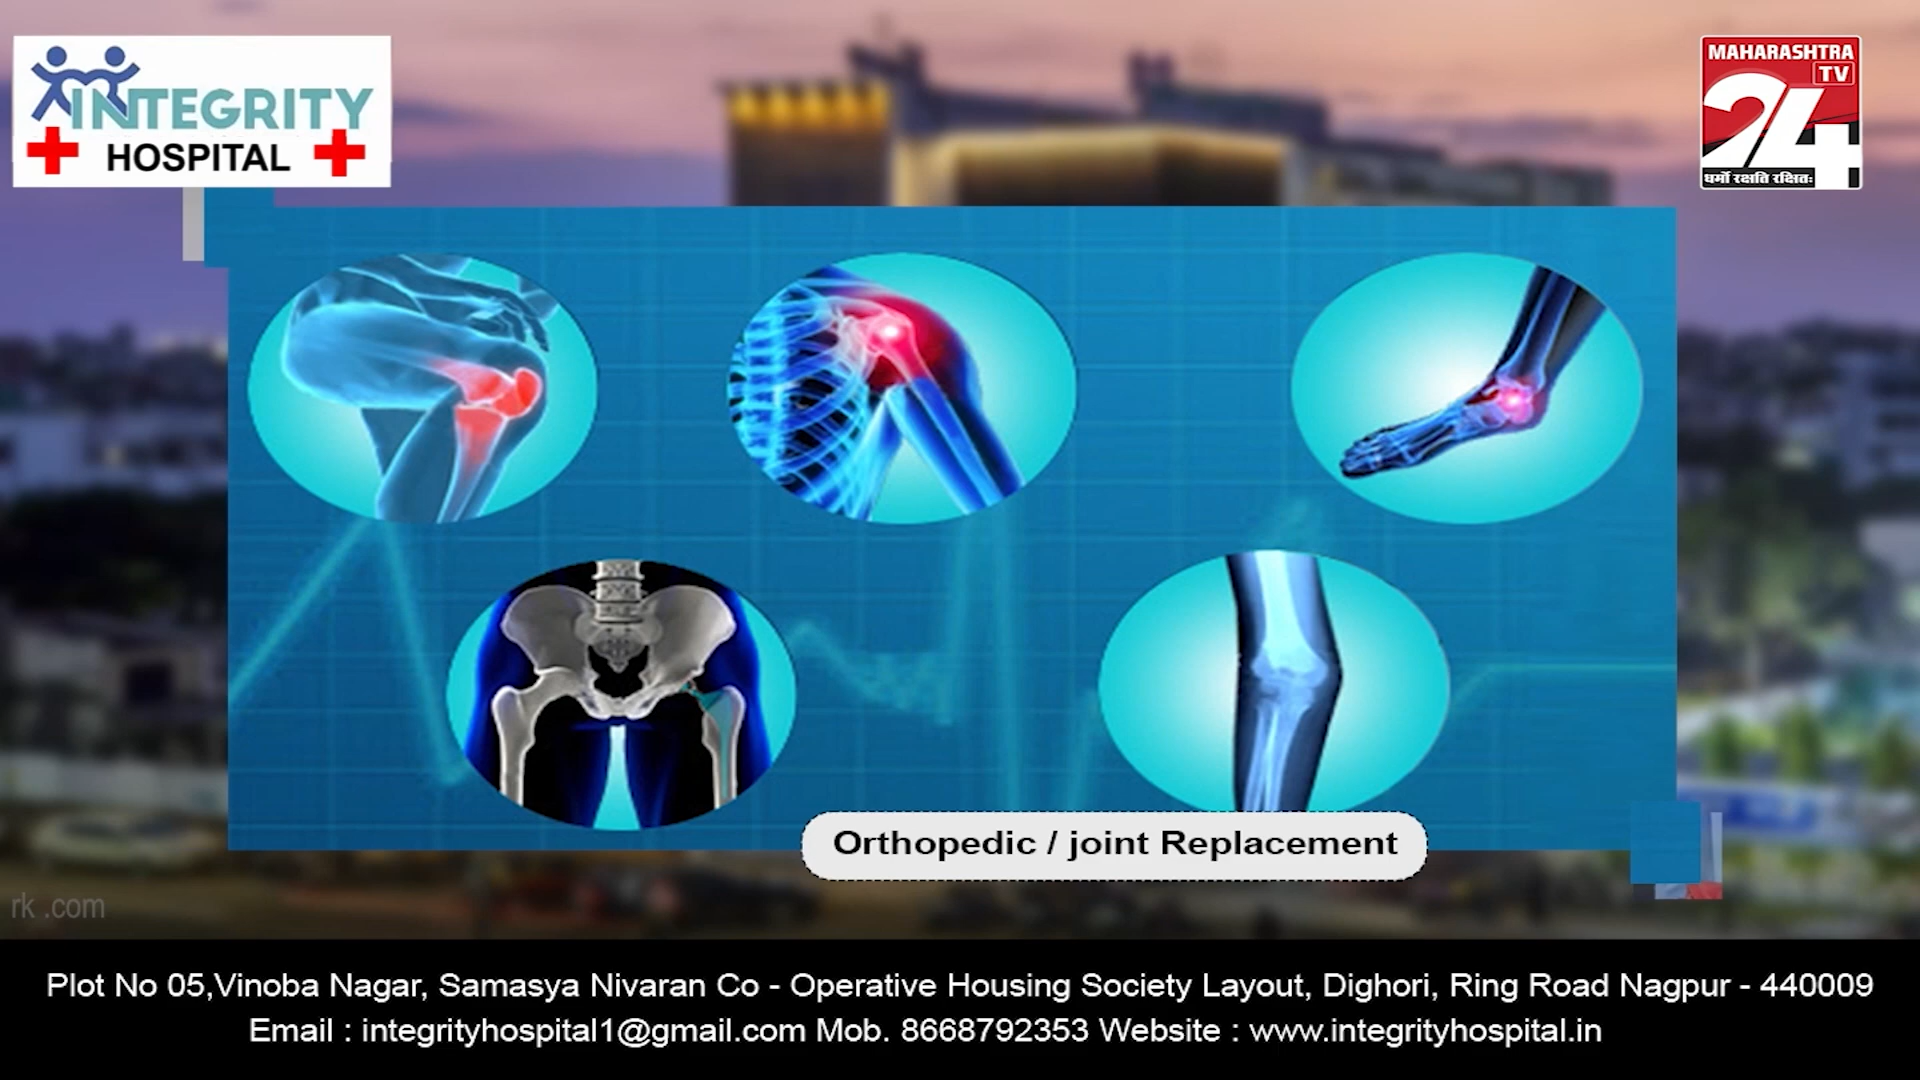 INTEGRITY
HOSPITAL
MAHARASHTRA
TV
24
धर्मो रक्षति रक्षितः
Orthopedic / joint Replacement
rk .com
Plot No 05,Vinoba Nagar, Samasya Nivaran Co - Operative Housing Society Layout, Dighori, Ring Road Nagpur - 440009
Email : integrityhospital1@gmail.com Mob. 8668792353 Website : www.integrityhospital.in